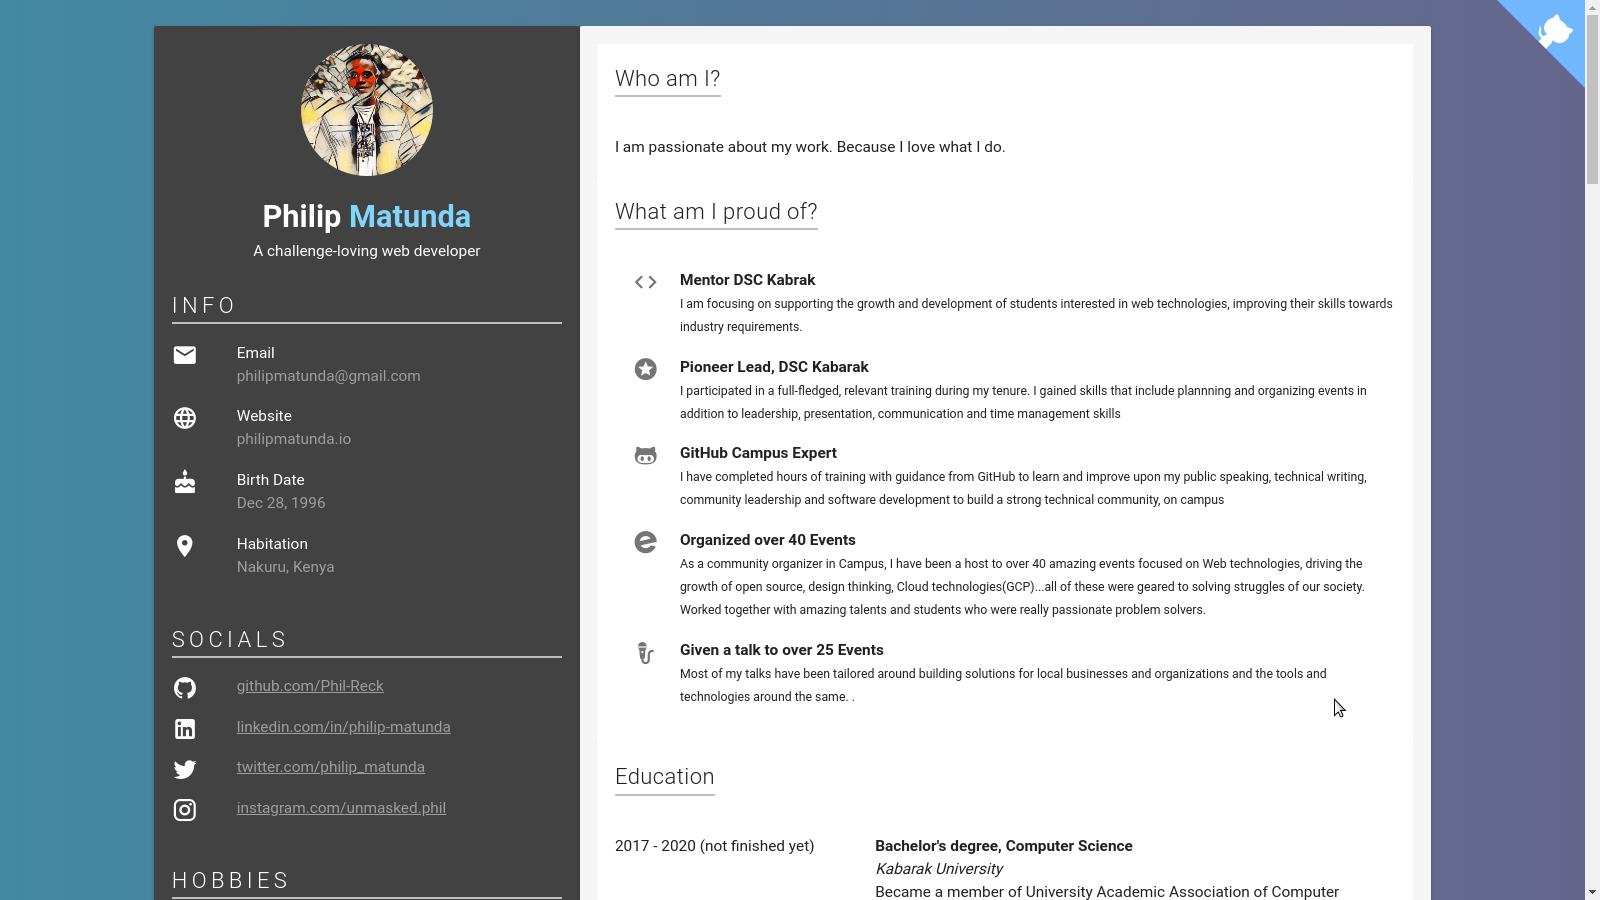 Philip Matunda
A challenge-loving web developer
INFO
Email
philipmatunda@gmail.com
Website
philipmatunda.io
Birth Date
Dec 28, 1996
Habitation
Nakuru, Kenya
SOCIALS
github.com/Phil-Reck
linkedin.com/in/philip-matunda
twitter.com/philip_matunda
instagram.com/unmasked.phil
HOBBIES
Who am I?
I am passionate about my work. Because I love what I do.
What am I proud of?
Mentor DSC Kabrak
I am focusing on supporting the growth and development of students interested in web technologies, improving their skills towards
industry requirements.
Pioneer Lead, DSC Kabarak
I participated in a full-fledged, relevant training during my tenure. I gained skills that include plannning and organizing events in
addition to leadership, presentation, communication and time management skills
GitHub Campus Expert
I have completed hours of training with guidance from GitHub to learn and improve upon my public speaking, technical writing,
community leadership and software development to build a strong technical community, on campus
Organized over 40 Events
As a community organizer in Campus, I have been a host to over 40 amazing events focused on Web technologies, driving the
growth of open source, design thinking, Cloud technologies(GCP)...all of these were geared to solving struggles of our society.
Worked together with amazing talents and students who were really passionate problem solvers.
Given a talk to over 25 Events
Most of my talks have been tailored around building solutions for local businesses and organizations and the tools and
technologies around the same. .
Education
2017 - 2020 (not finished yet)
Bachelor's degree, Computer Science
Kabarak University
Became a member of University Academic Association of Computer